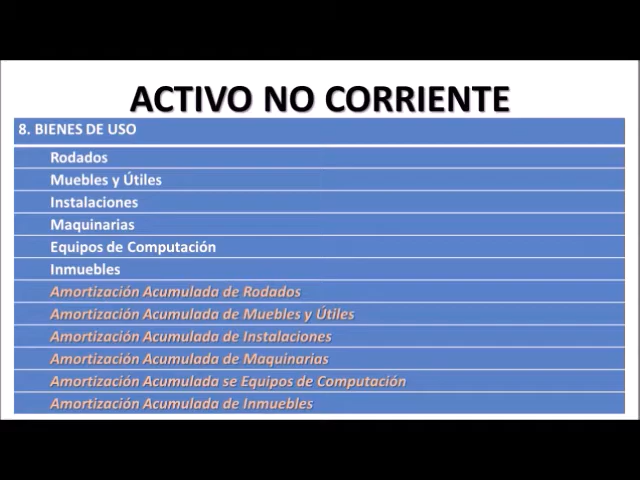 ACTIVO NO CORRIENTE
8. BIENES DE USO
Rodados
Muebles y Útiles
Instalaciones
Maquinarias
Equipos de Computación
Inmuebles
Amortización Acumulada de Rodados
Amortización Acumulada de Muebles y Útiles
Amortización Acumulada de Instalaciones
Amortización Acumulada de Maquinarias
Amortización Acumulada se Equipos de Computación
Amortización Acumulada de Inmuebles